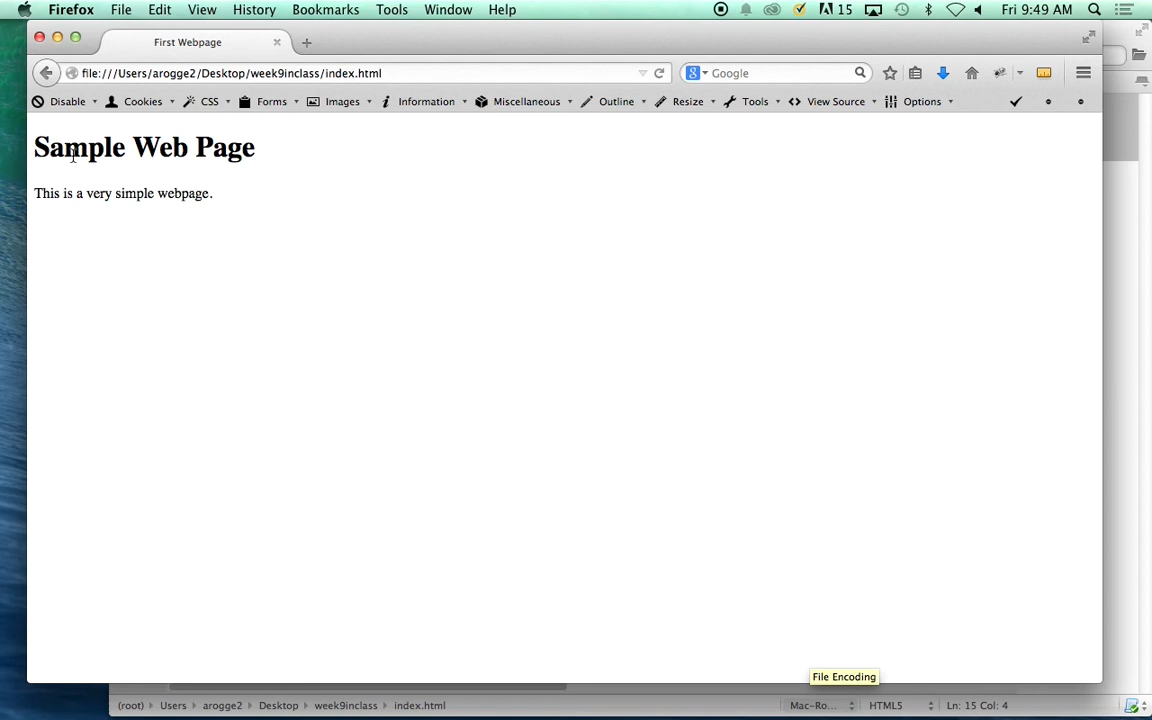 Firefox File Edit View History Bookmarks Tools Window Help 15 Fri 9:49 AM
First Webpage
file:///Users/arogge2/Desktop/week9inclass/index.html Google
Disable Cookies CSS Forms Images Information Miscellaneous Outline Resize Tools View Source Options
Sample Web Page
This is a very simple webpage.
File Encoding
(root) Users arogge2 Desktop week9inclass index.html Mac-Ro... HTML5 Ln: 15 Col: 4